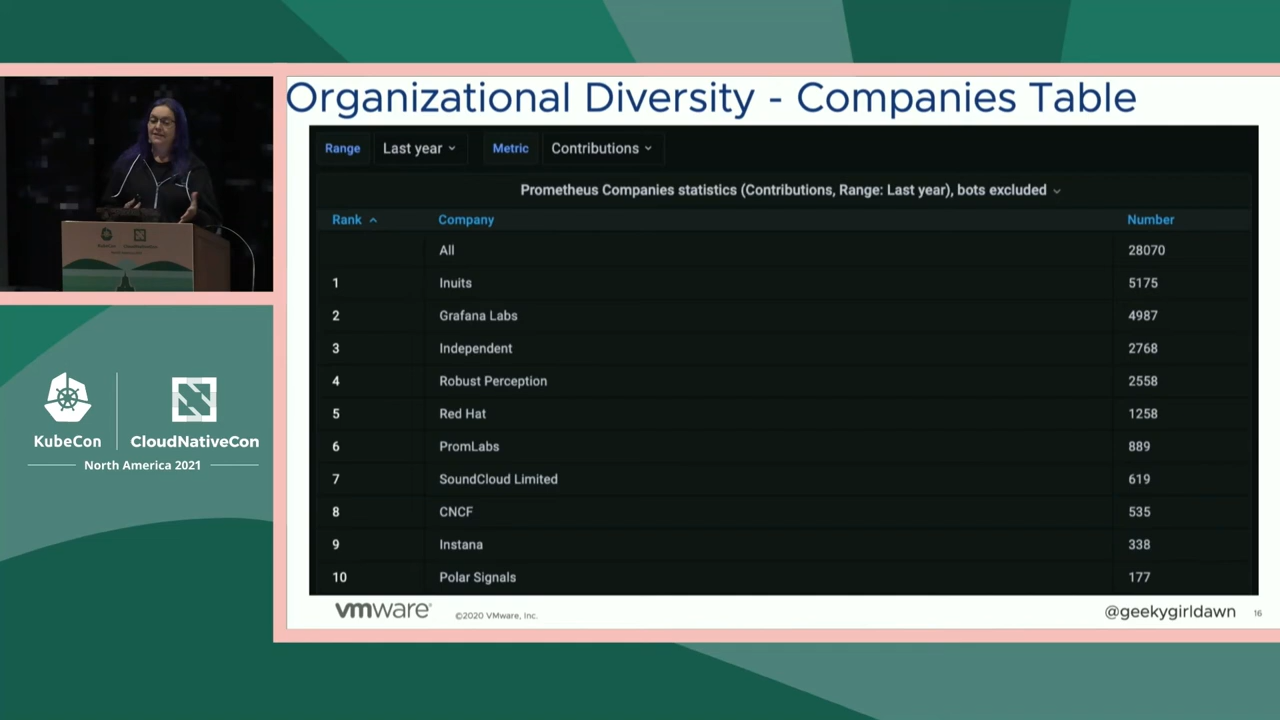 Organizational Diversity - Companies Table
Range Last year Metric Contributions
Prometheus Companies statistics (Contributions, Range: Last year), bots excluded
Rank Company Number
All 28070
1 Inuits 5175
2 Grafana Labs 4987
3 Independent 2768
4 Robust Perception 2558
5 Red Hat 1258
6 PromLabs 889
7 SoundCloud Limited 619
8 CNCF 535
9 Instana 338
10 Polar Signals 177
vmware® ©2020 VMware, Inc. @geekygirldawn 16
KubeCon CloudNativeCon
KubeCon CloudNativeCon
North America 2021